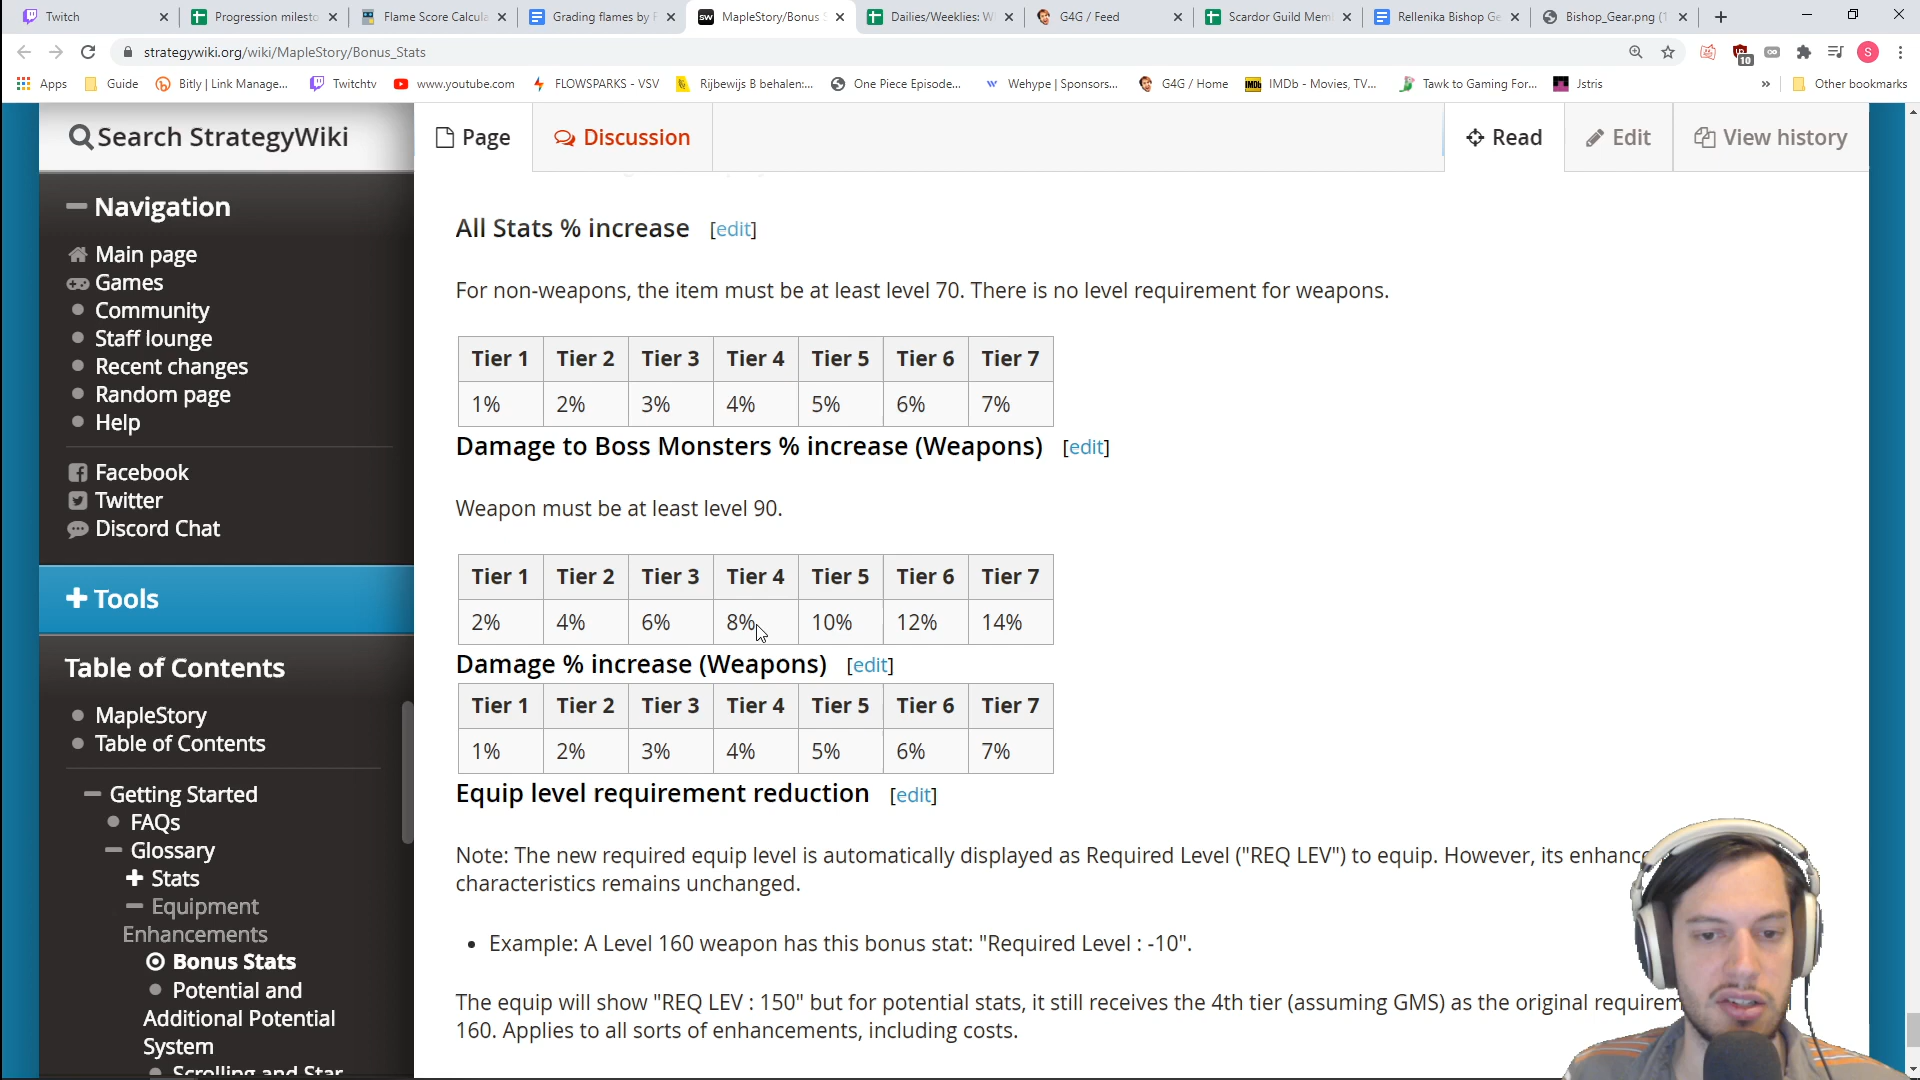 Twitch
Progression milesto
Flame Score Calcula
Grading flames by F
MapleStory/Bonus S
Dailies/Weeklies: W
G4G / Feed
Scardor Guild Mem
Rellenika Bishop Ge
Bishop_Gear.png (1
strategywiki.org/wiki/MapleStory/Bonus_Stats
10
S
Apps
Guide
Bitly | Link Manage...
Twitchtv
www.youtube.com
FLOWSPARKS - VSV
Rijbewijs B behalen:...
One Piece Episode...
Wehype | Sponsors...
G4G / Home
IMDb - Movies, TV...
Tawk to Gaming For...
Jstris
»
Other bookmarks
Search StrategyWiki
Page
Discussion
Read
Edit
View history
Navigation
Main page
Games
Community
Staff lounge
Recent changes
Random page
Help
Facebook
Twitter
Discord Chat
Tools
Table of Contents
MapleStory
Table of Contents
Getting Started
FAQs
Glossary
Stats
Equipment
Enhancements
Bonus Stats
Potential and
Additional Potential
System
Scrolling and Star
All Stats % increase [edit]
For non-weapons, the item must be at least level 70. There is no level requirement for weapons.
Tier 1 Tier 2 Tier 3 Tier 4 Tier 5 Tier 6 Tier 7
1% 2% 3% 4% 5% 6% 7%
Damage to Boss Monsters % increase (Weapons) [edit]
Weapon must be at least level 90.
Tier 1 Tier 2 Tier 3 Tier 4 Tier 5 Tier 6 Tier 7
2% 4% 6% 8% 10% 12% 14%
Damage % increase (Weapons) [edit]
Tier 1 Tier 2 Tier 3 Tier 4 Tier 5 Tier 6 Tier 7
1% 2% 3% 4% 5% 6% 7%
Equip level requirement reduction [edit]
Note: The new required equip level is automatically displayed as Required Level ("REQ LEV") to equip. However, its enhance
characteristics remains unchanged.
Example: A Level 160 weapon has this bonus stat: "Required Level : -10".
The equip will show "REQ LEV : 150" but for potential stats, it still receives the 4th tier (assuming GMS) as the original requirem
160. Applies to all sorts of enhancements, including costs.